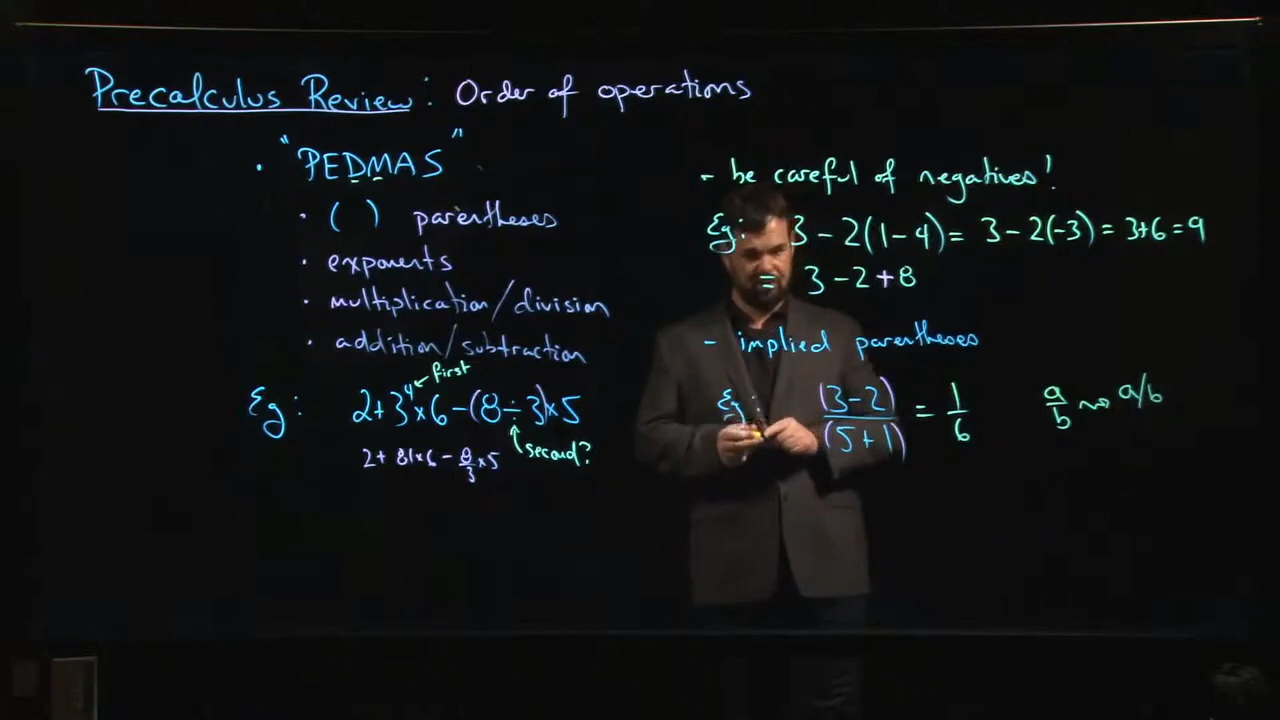 Precalculus Review: Order of operations
· "PEDMAS"
· ( ) parentheses
· exponents
· multiplication/division
· addition/subtraction
Eg: 2+3⁴×6-(8÷3)×5
first
second?
2+81×6-8/3×5
- be careful of negatives!
Eg: 3-2(1-4)= 3-2(-3)=3+6=9
= 3-2+8
- implied parentheses
Eg: (3-2)/(5+1) = 1/6
a/b ⇝ a/b